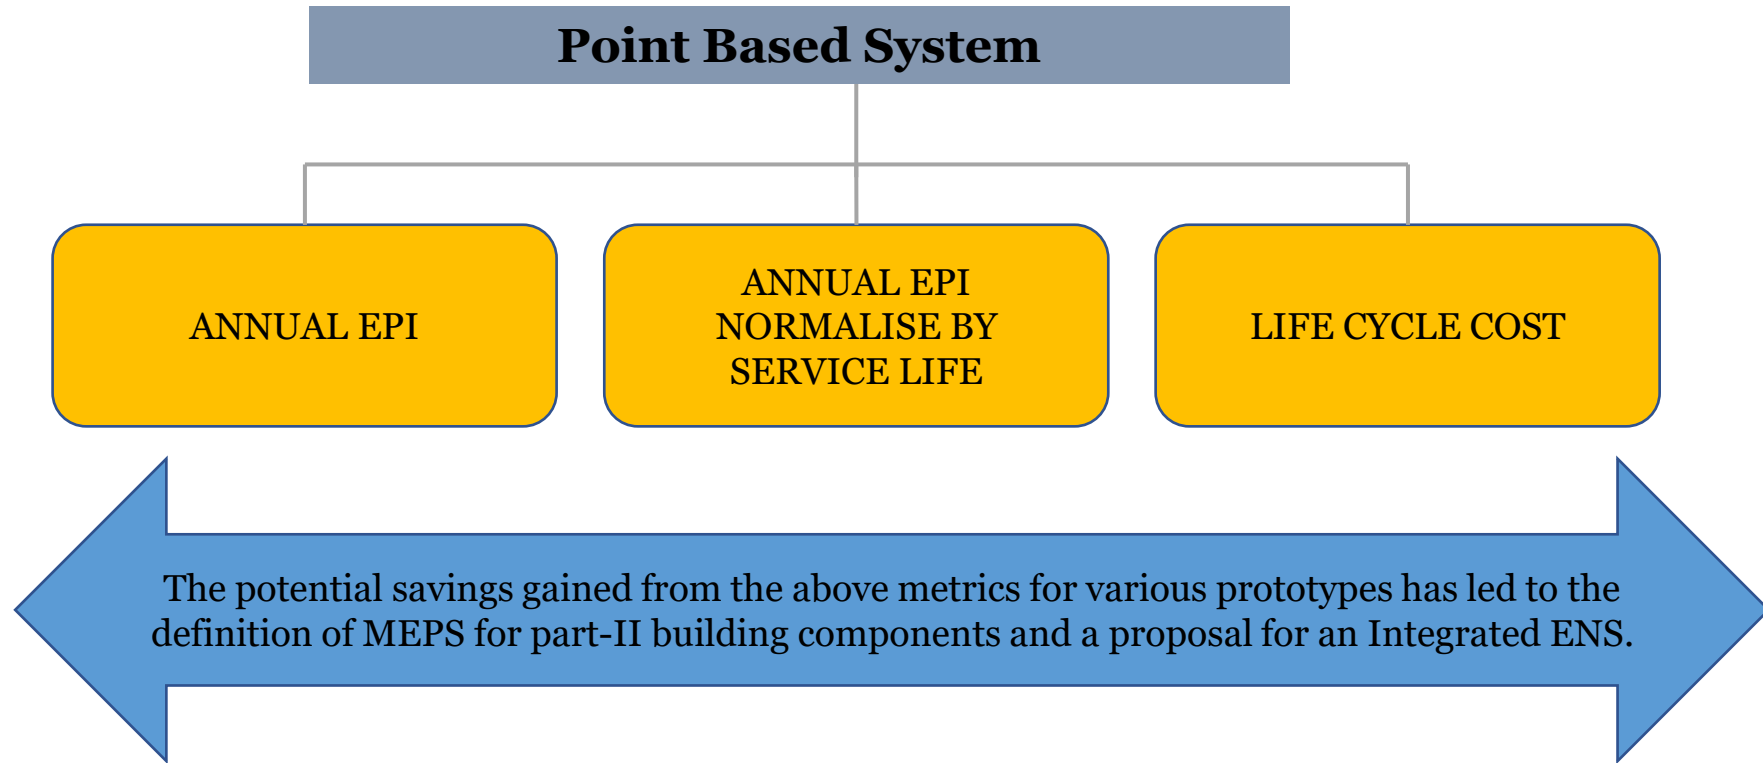 Point Based System
ANNUAL EPI
ANNUAL EPI
NORMALISE BY
SERVICE LIFE
LIFE CYCLE COST
The potential savings gained from the above metrics for various prototypes has led to the
definition of MEPS for part-II building components and a proposal for an Integrated ENS.